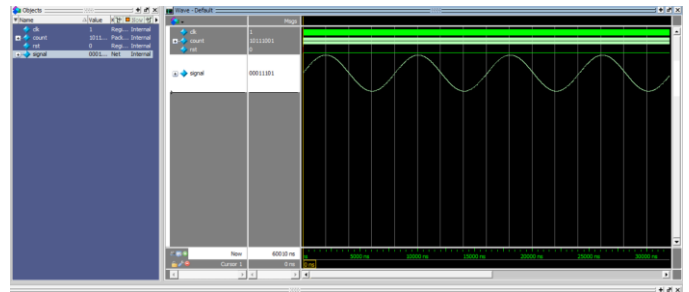 Objects
Name Value
clk 1 Regi... Internal
count 1011... Pack... Internal
rst 0 Regi... Internal
signal 0001... Net Internal
Wave - Default
Msgs
clk 1
count 10111001
rst 0
signal 00011101
Now 60010 ns
Cursor 1 0 ns
5000 ns 10000 ns 15000 ns 20000 ns 25000 ns 30000 ns
0 ns